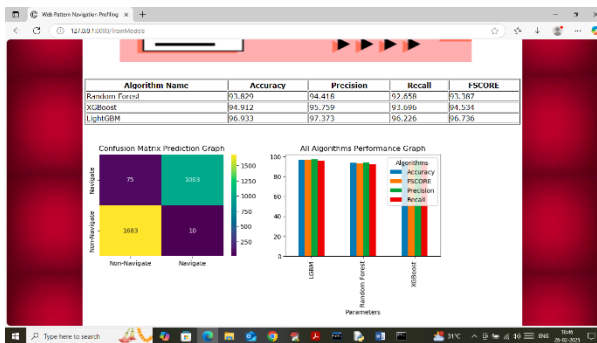 Web Pattern Navigation Profiling
127.0.0.1:8000/TrainModels
Algorithm Name Accuracy Precision Recall FSCORE
Random Forest 93.829 94.418 92.658 93.387
XGBoost 94.912 95.759 93.696 94.534
LightGBM 96.933 97.373 96.226 96.736
Confusion Matrix Prediction Graph
Navigate 75 1003
Non-Navigate 1683 10
Non-Navigate Navigate
1500
1250
1000
750
500
250
All Algorithms Performance Graph
100
80
60
40
20
0
Algorithms
Accuracy
FSCORE
Precision
Recall
LGBM
Random Forest
XGBoost
Parameters
Type here to search
31°C
ENG
26-02-2025